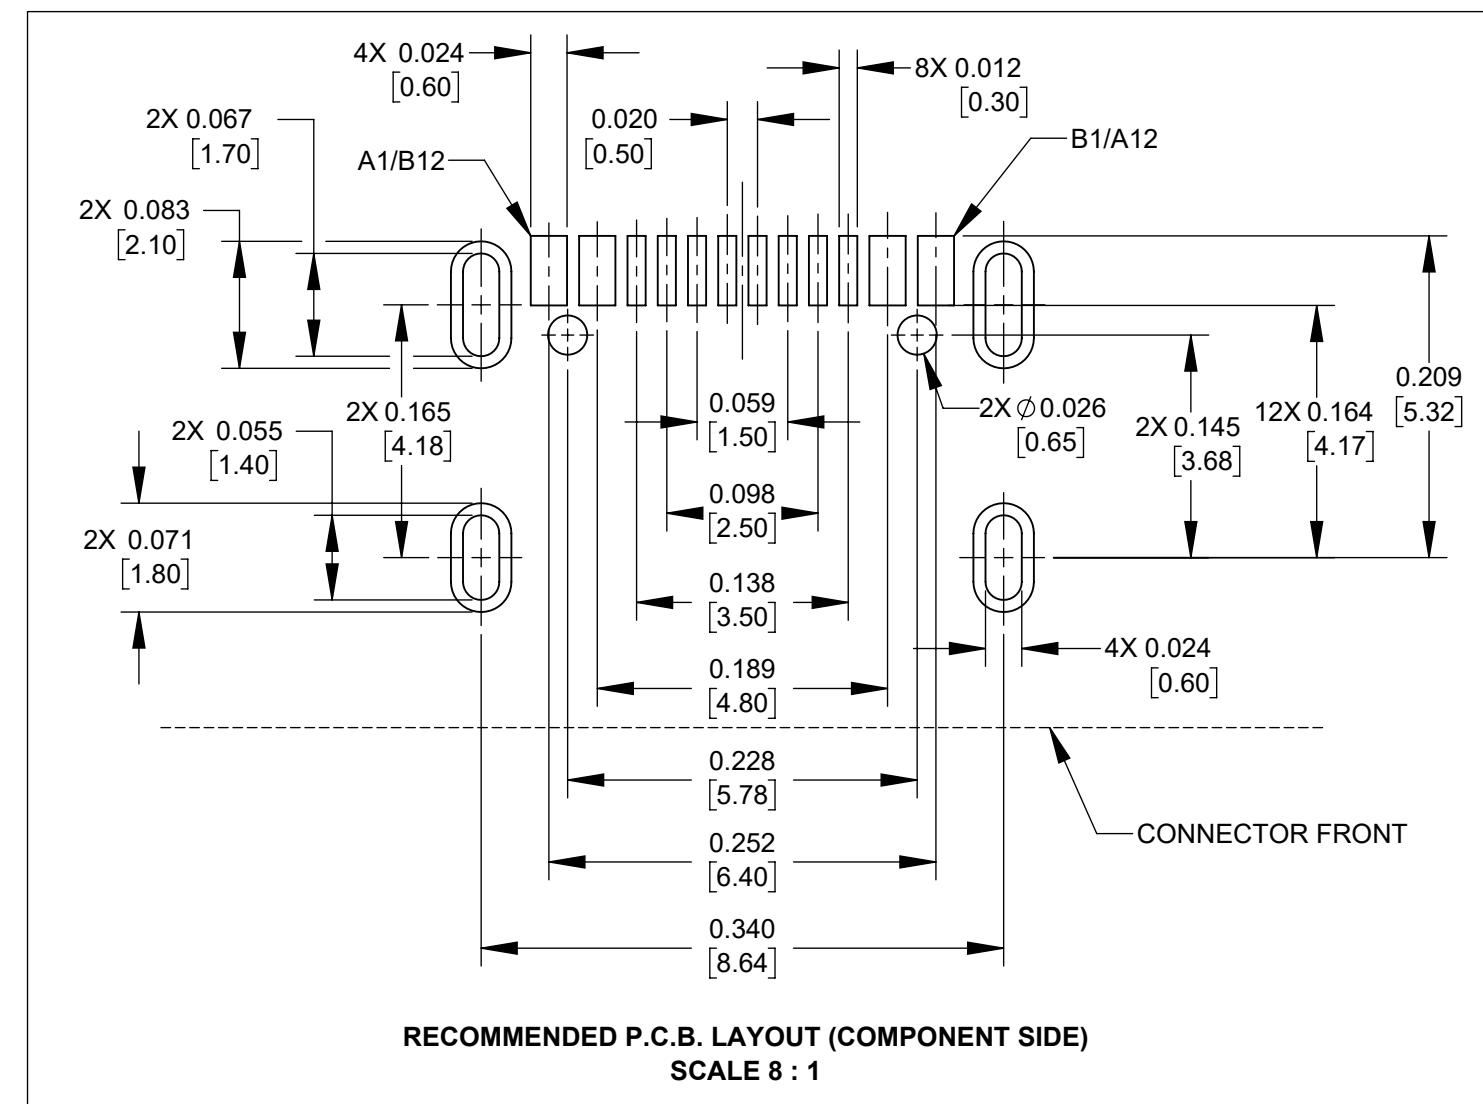 4X 0.024
[0.60]
8X 0.012
[0.30]
2X 0.067
[1.70]
0.020
[0.50]
A1/B12
B1/A12
2X 0.083
[2.10]
2X 0.165
[4.18]
2X 0.055
[1.40]
2X 0.071
[1.80]
0.059
[1.50]
2X ∅ 0.026
[0.65]
2X 0.145
[3.68]
12X 0.164
[4.17]
0.209
[5.32]
0.098
[2.50]
0.138
[3.50]
4X 0.024
[0.60]
0.189
[4.80]
0.228
[5.78]
CONNECTOR FRONT
0.252
[6.40]
0.340
[8.64]
RECOMMENDED P.C.B. LAYOUT (COMPONENT SIDE)
SCALE 8 : 1